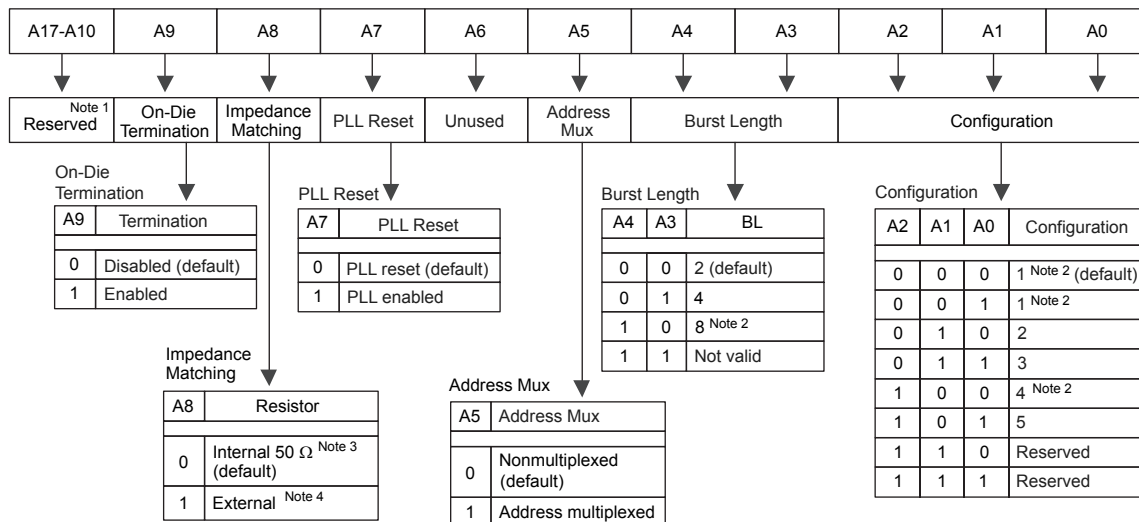 A17-A10 A9 A8 A7 A6 A5 A4 A3 A2 A1 A0
Reserved Note 1
On-Die
Termination
Impedance
Matching
PLL Reset
Unused
Address
Mux
Burst Length
Configuration
On-Die
Termination
A9 Termination
0 Disabled (default)
1 Enabled
PLL Reset
A7 PLL Reset
0 PLL reset (default)
1 PLL enabled
Burst Length
A4 A3 BL
0 0 2 (default)
0 1 4
1 0 8 Note 2
1 1 Not valid
Configuration
A2 A1 A0 Configuration
0 0 0 1 Note 2 (default)
0 0 1 1 Note 2
0 1 0 2
0 1 1 3
1 0 0 4 Note 2
1 0 1 5
1 1 0 Reserved
1 1 1 Reserved
Impedance
Matching
A8 Resistor
0 Internal 50 Ω Note 3
(default)
1 External Note 4
Address Mux
A5 Address Mux
0 Nonmultiplexed
(default)
1 Address multiplexed